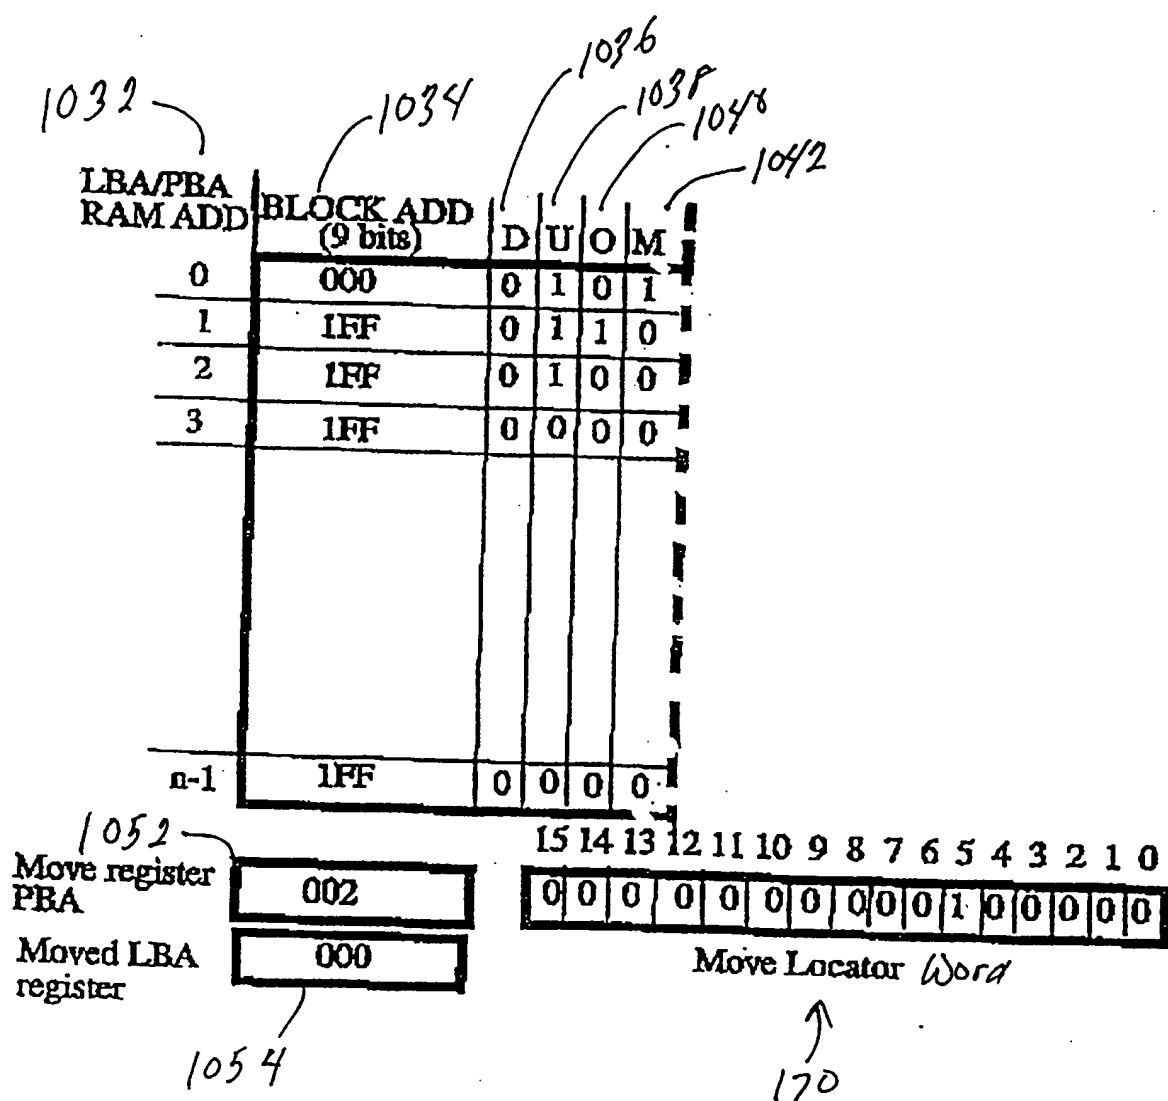 1036
1032
1034
1038
1048
1042
LBA/PBA
RAM ADD
BLOCK ADD
(9 bits)
D U O M
0 000 0 1 0 1
1 1FF 0 1 1 0
2 1FF 0 1 0 0
3 1FF 0 0 0 0
n-1 1FF 0 0 0 0
1052
15 14 13 12 11 10 9 8 7 6 5 4 3 2 1 0
Move register
PBA
002
0 0 0 0 0 0 0 0 0 0 1 0 0 0 0 0
Moved LBA
register
000
Move Locator Word
1054
170